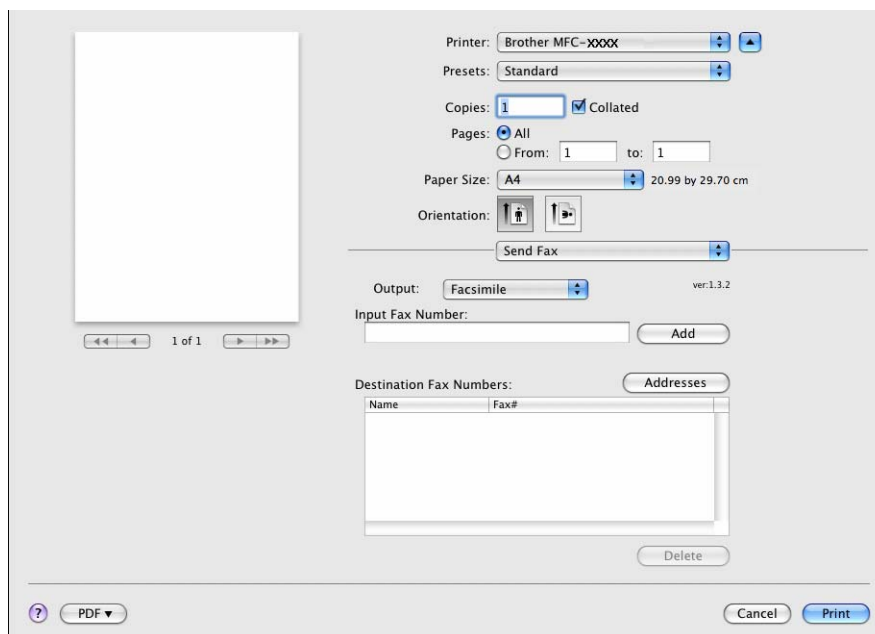 Printer: Brother MFC-XXXX
Presets: Standard
Copies: 1 Collated
Pages: All
From: 1 to: 1
Paper Size: A4 20.99 by 29.70 cm
Orientation:
Send Fax
Output: Facsimile ver:1.3.2
Input Fax Number:
Add
1 of 1
Destination Fax Numbers: Addresses
Name Fax#
Delete
? PDF Cancel Print